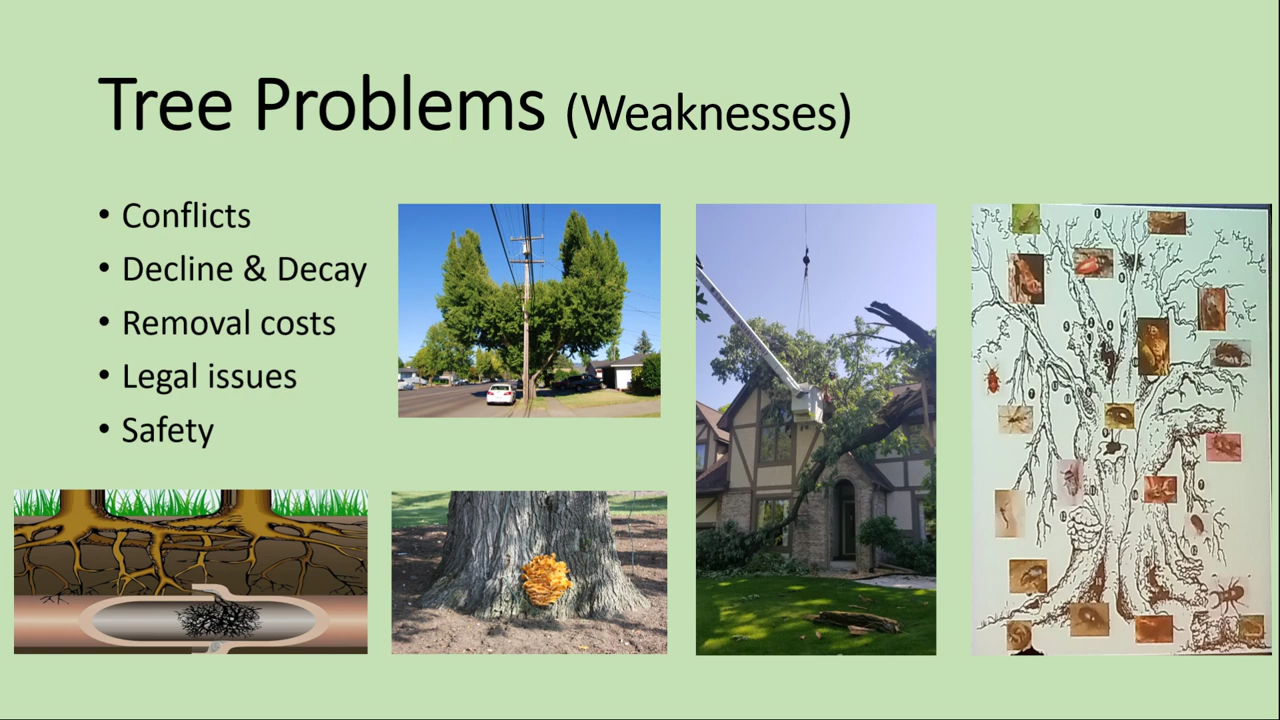 Tree Problems (Weaknesses)
• Conflicts
• Decline & Decay
• Removal costs
• Legal issues
• Safety